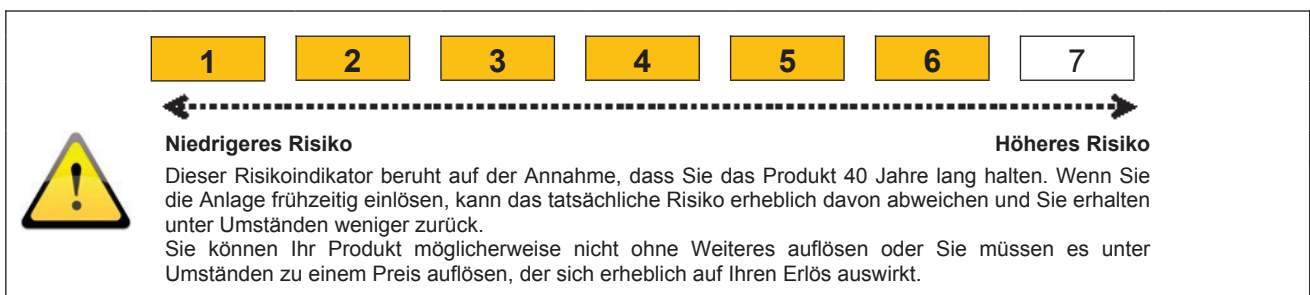 1 2 3 4 5 6 7
Niedrigeres Risiko Höheres Risiko
Dieser Risikoindikator beruht auf der Annahme, dass Sie das Produkt 40 Jahre lang halten. Wenn Sie
die Anlage frühzeitig einlösen, kann das tatsächliche Risiko erheblich davon abweichen und Sie erhalten
unter Umständen weniger zurück.
Sie können Ihr Produkt möglicherweise nicht ohne Weiteres auflösen oder Sie müssen es unter
Umständen zu einem Preis auflösen, der sich erheblich auf Ihren Erlös auswirkt.